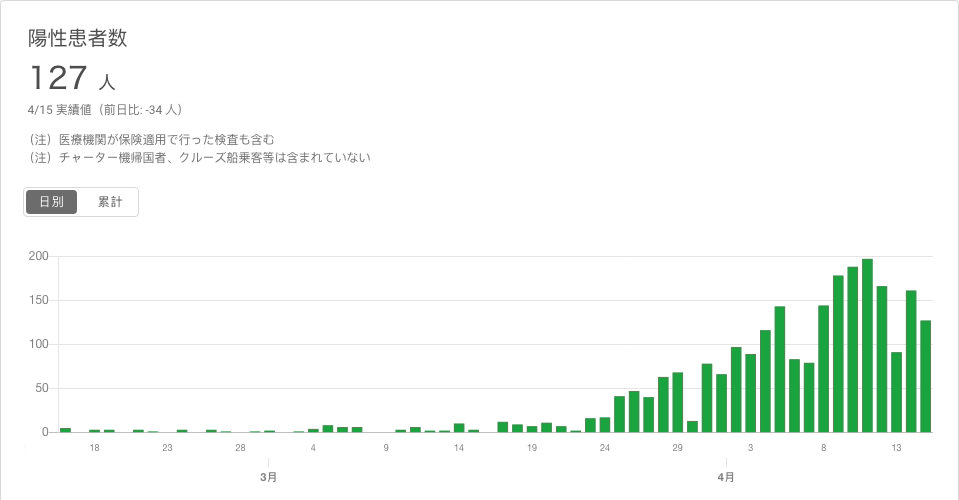 陽性患者数
127 人
4/15 実績値（前日比: -34 人）
（注）医療機関が保険適用で行った検査も含む
（注）チャーター機帰国者、クルーズ船乗客等は含まれていない
日別 累計
200
150
100
50
0
18 23 28 4 9 14 19 24 29 3 8 13
3月 4月